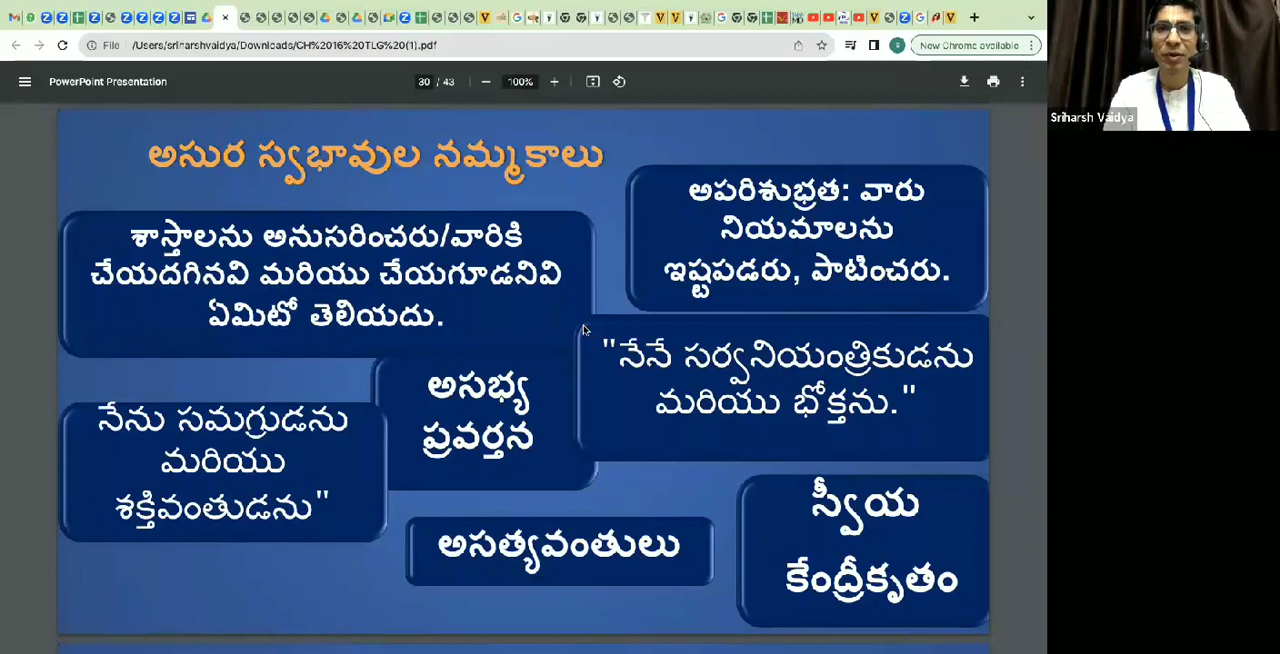 File
/Users/sriharshvaidya/Downloads/CH%2016%20TLG%20(1).pdf
New Chrome available
PowerPoint Presentation
30 / 43
100%
Sriharsh Vaidya
అసుర స్వభావుల నమ్మకాలు
శాస్తాలను అనుసరించరు/వారికి
చేయదగినవి మరియు చేయగూడనివి
ఏమిటో తెలియదు.
అపరిశుభ్రత: వారు
నియమాలను
ఇష్టపడరు, పాటించరు.
"నేనే సర్వనియంత్రికుడను
మరియు భోక్తను."
అసభ్య
ప్రవర్తన
నేను సమగ్రుడను
మరియు
శక్తివంతుడను"
అసత్యవంతులు
స్వీయ
కేంద్రీకృతం